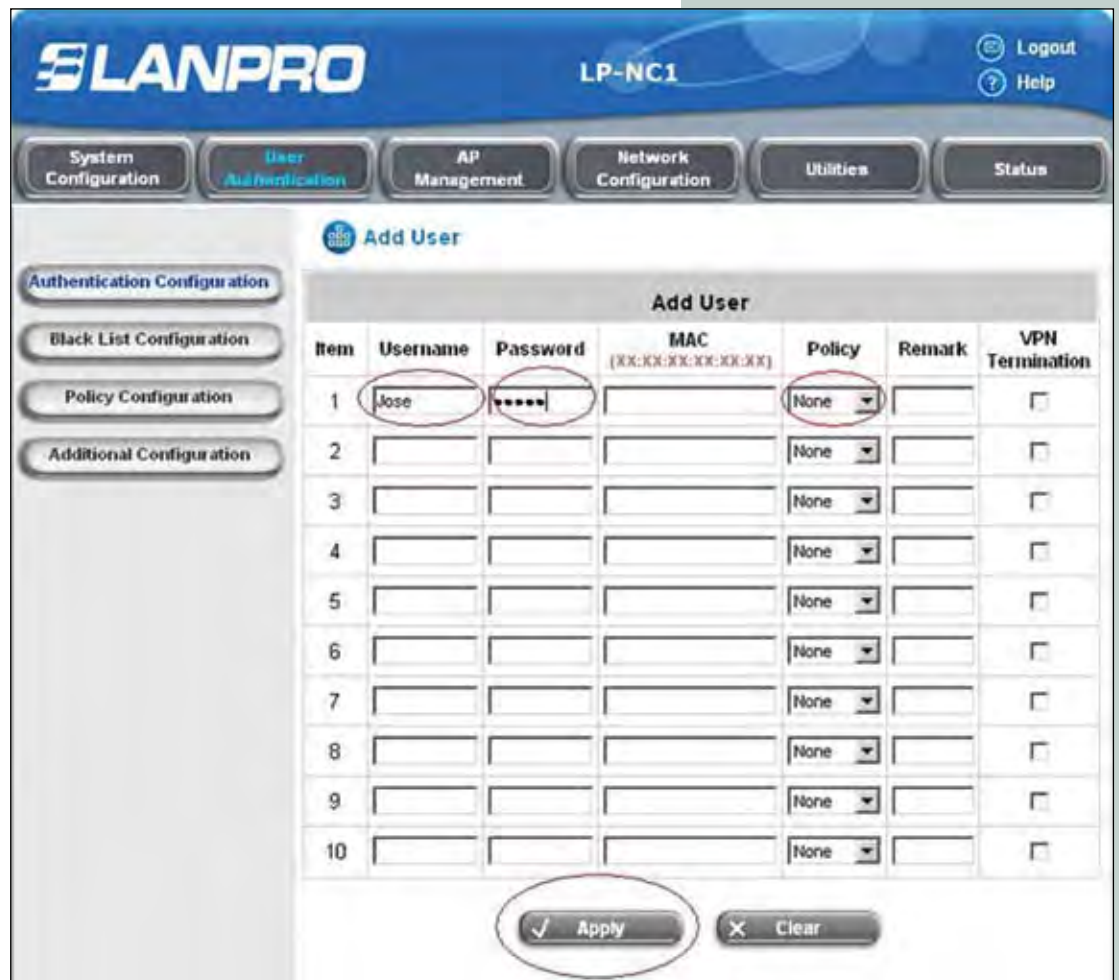 LANPRO
LP-NC1
Logout
Help
System Configuration
User Authentication
AP Management
Network Configuration
Utilities
Status
Authentication Configuration
Black List Configuration
Policy Configuration
Additional Configuration
Add User
Add User
Item Username Password MAC (XX:XX:XX:XX:XX:XX) Policy Remark VPN Termination
1 Jose ••••• None
2 None
3 None
4 None
5 None
6 None
7 None
8 None
9 None
10 None
Apply
Clear